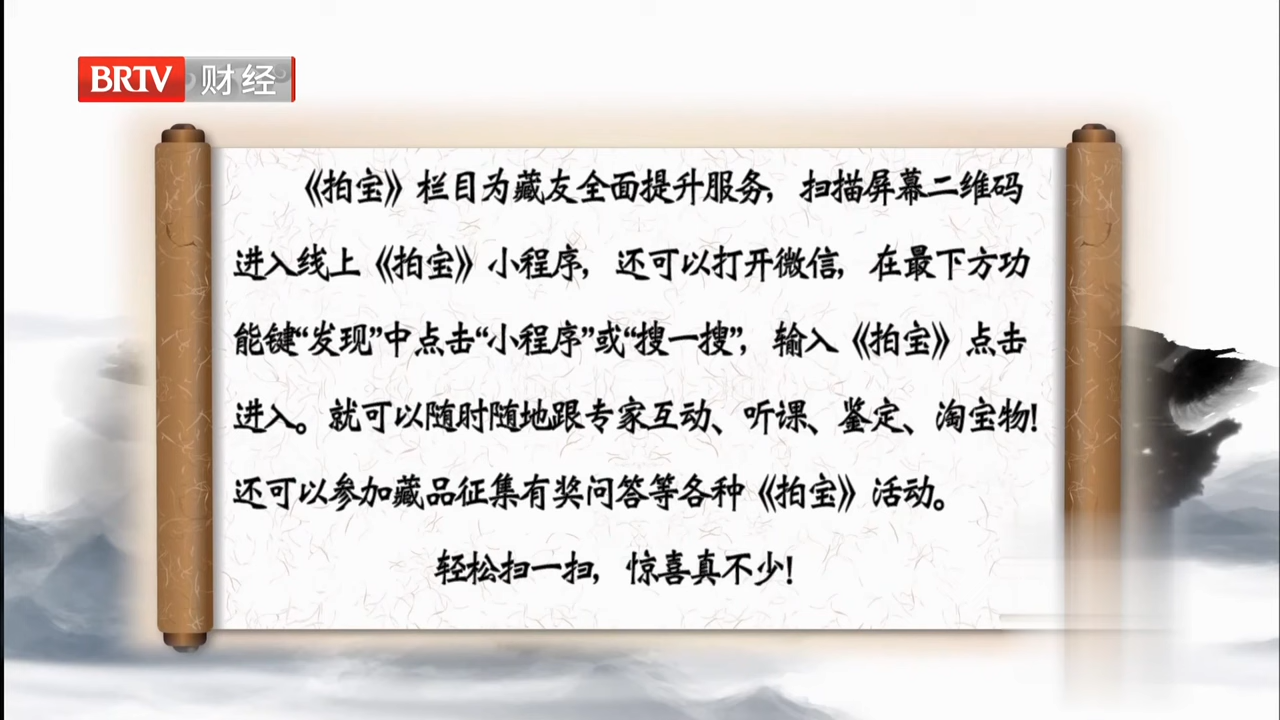 BRTV 财经
《拍宝》栏目为藏友全面提升服务，扫描屏幕二维码
进入线上《拍宝》小程序，还可以打开微信，在最下方功
能键“发现”中点击“小程序”或“搜一搜”，输入《拍宝》点击
进入。就可以随时随地跟专家互动、听课、鉴定、淘宝物！
还可以参加藏品征集有奖问答等各种《拍宝》活动。
轻松扫一扫，惊喜真不少！